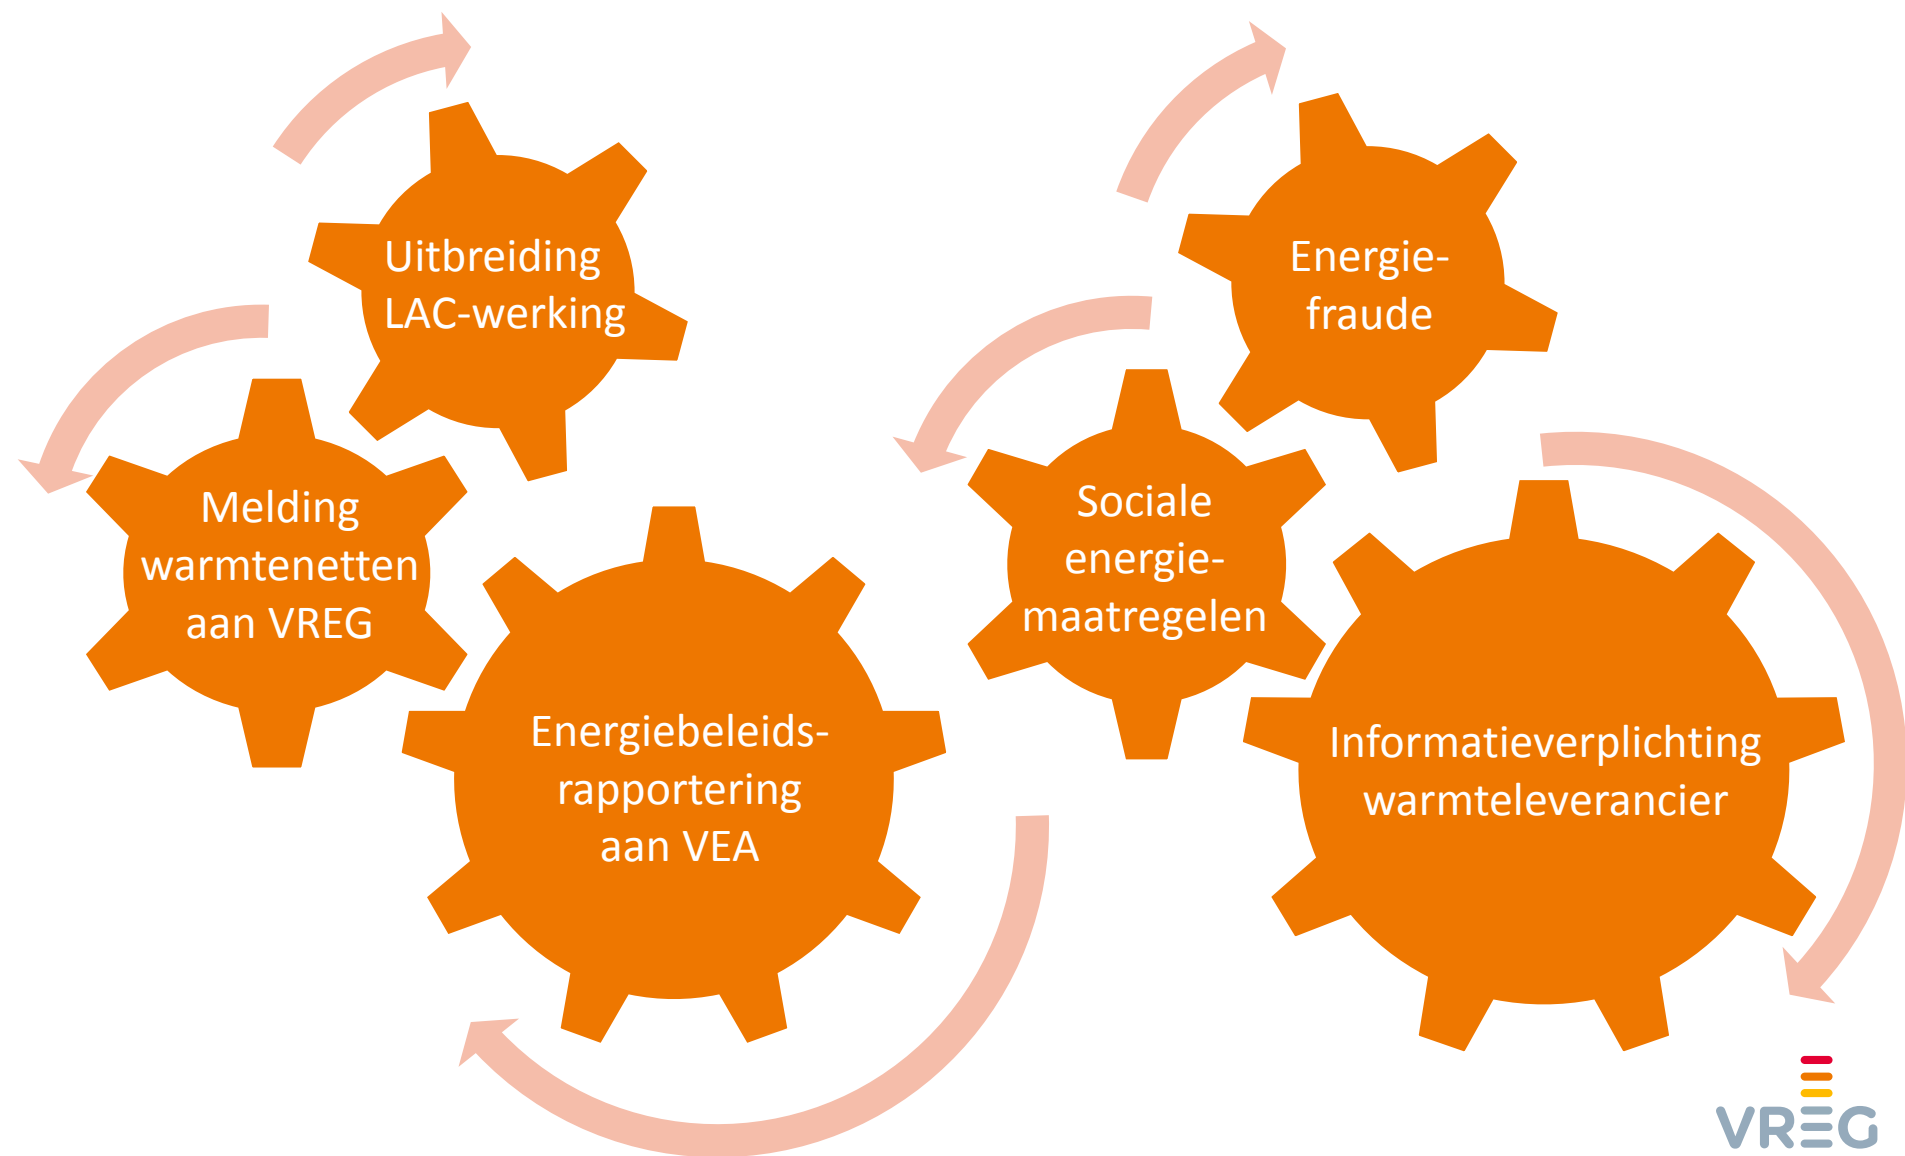 Uitbreiding
LAC-werking
Melding
warmtenetten
aan VREG
Energiebeleids-
rapportering
aan VEA
Energie-
fraude
Sociale
energie-
maatregelen
Informatieverplichting
warmteleverancier
VREG